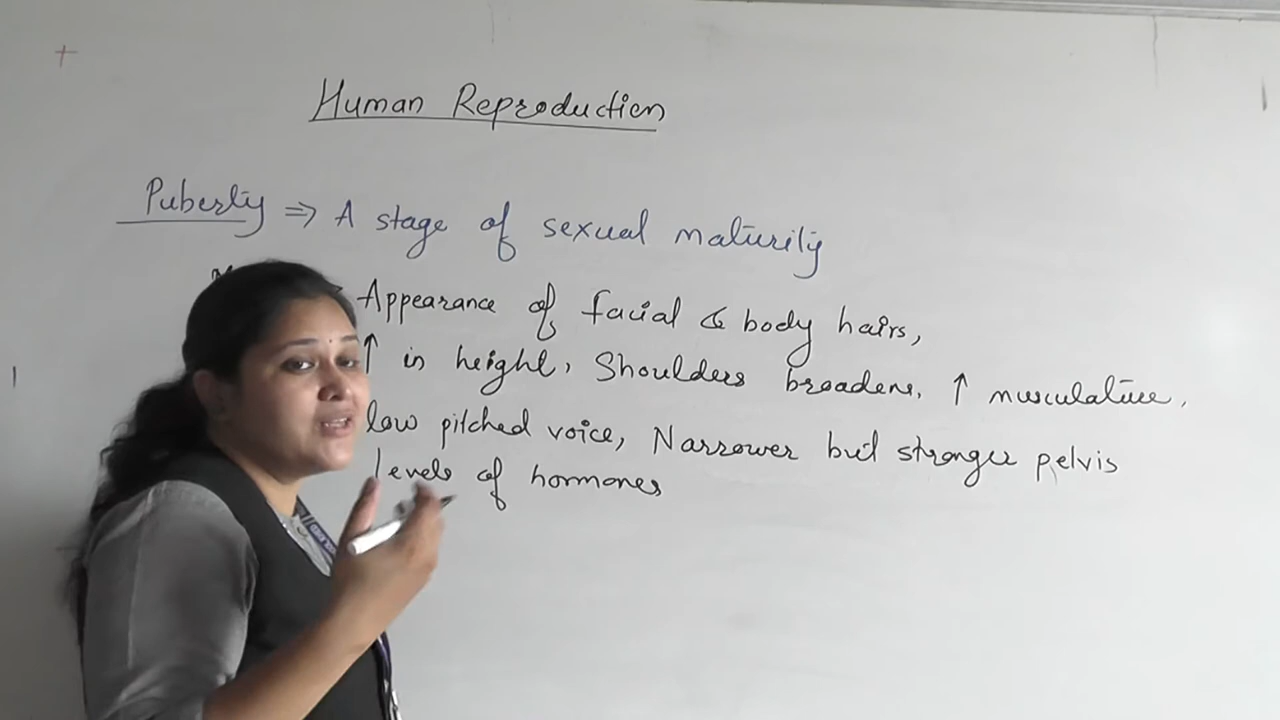 Human Reproduction
Puberty ⇒ A stage of sexual maturity
Appearance of facial & body hairs,
↑ in height, Shoulders broadens, ↑ musculature,
low pitched voice, Narrower but stronger pelvis
levels of hormones